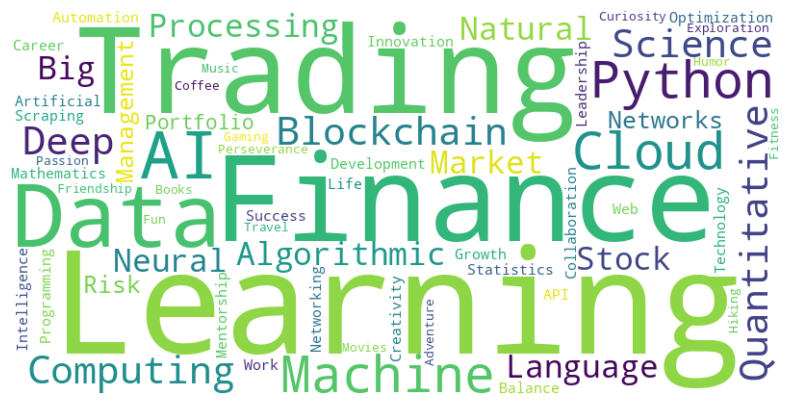 Automation
Trading
Processing
Natural
Curiosity
Optimization
Exploration
Career
Innovation
Science
Big
Management
Music
Leadership
Humor
Coffee
Python
Artificial
Scraping
Portfolio
Blockchain
Networks
Deep
AI
Gaming
Perseverance
Market
Cloud
Quantitative
Fitness
Passion
Mathematics
Development
Friendship
Books
Life
Finance
Data
Fun
Success
Travel
Collaboration
Web
Technology
Neural
Algorithmic
Growth
Statistics
Stock
Intelligence
Programming
Risk
Mentorship
Learning
Networking
Creativity
Adventure
API
Hiking
Movies
Computing
Work
Machine
Language
Balance